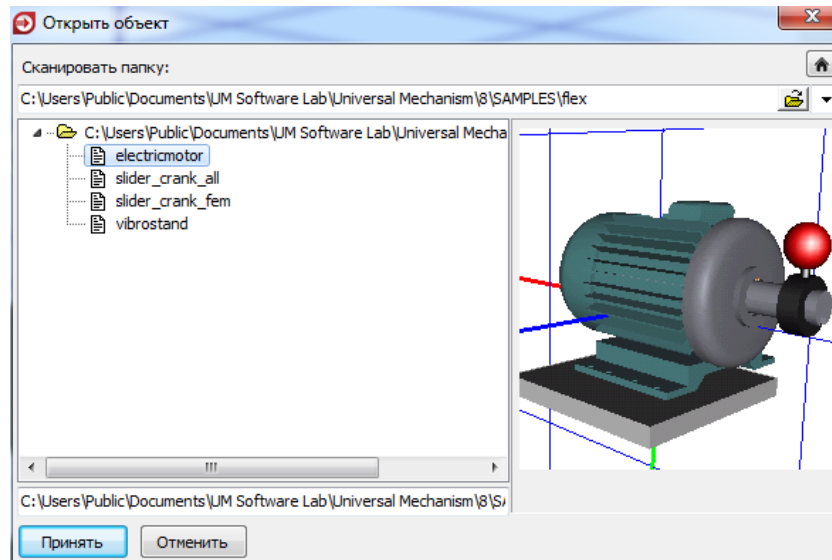 Открыть объект
Сканировать папку:
C:\Users\Public\Documents\UM Software Lab\Universal Mechanism\8\SAMPLES\flex
C:\Users\Public\Documents\UM Software Lab\Universal Mecha
electricmotor
slider_crank_all
slider_crank_fem
vibrostand
C:\Users\Public\Documents\UM Software Lab\Universal Mechanism\8\S
Принять
Отменить